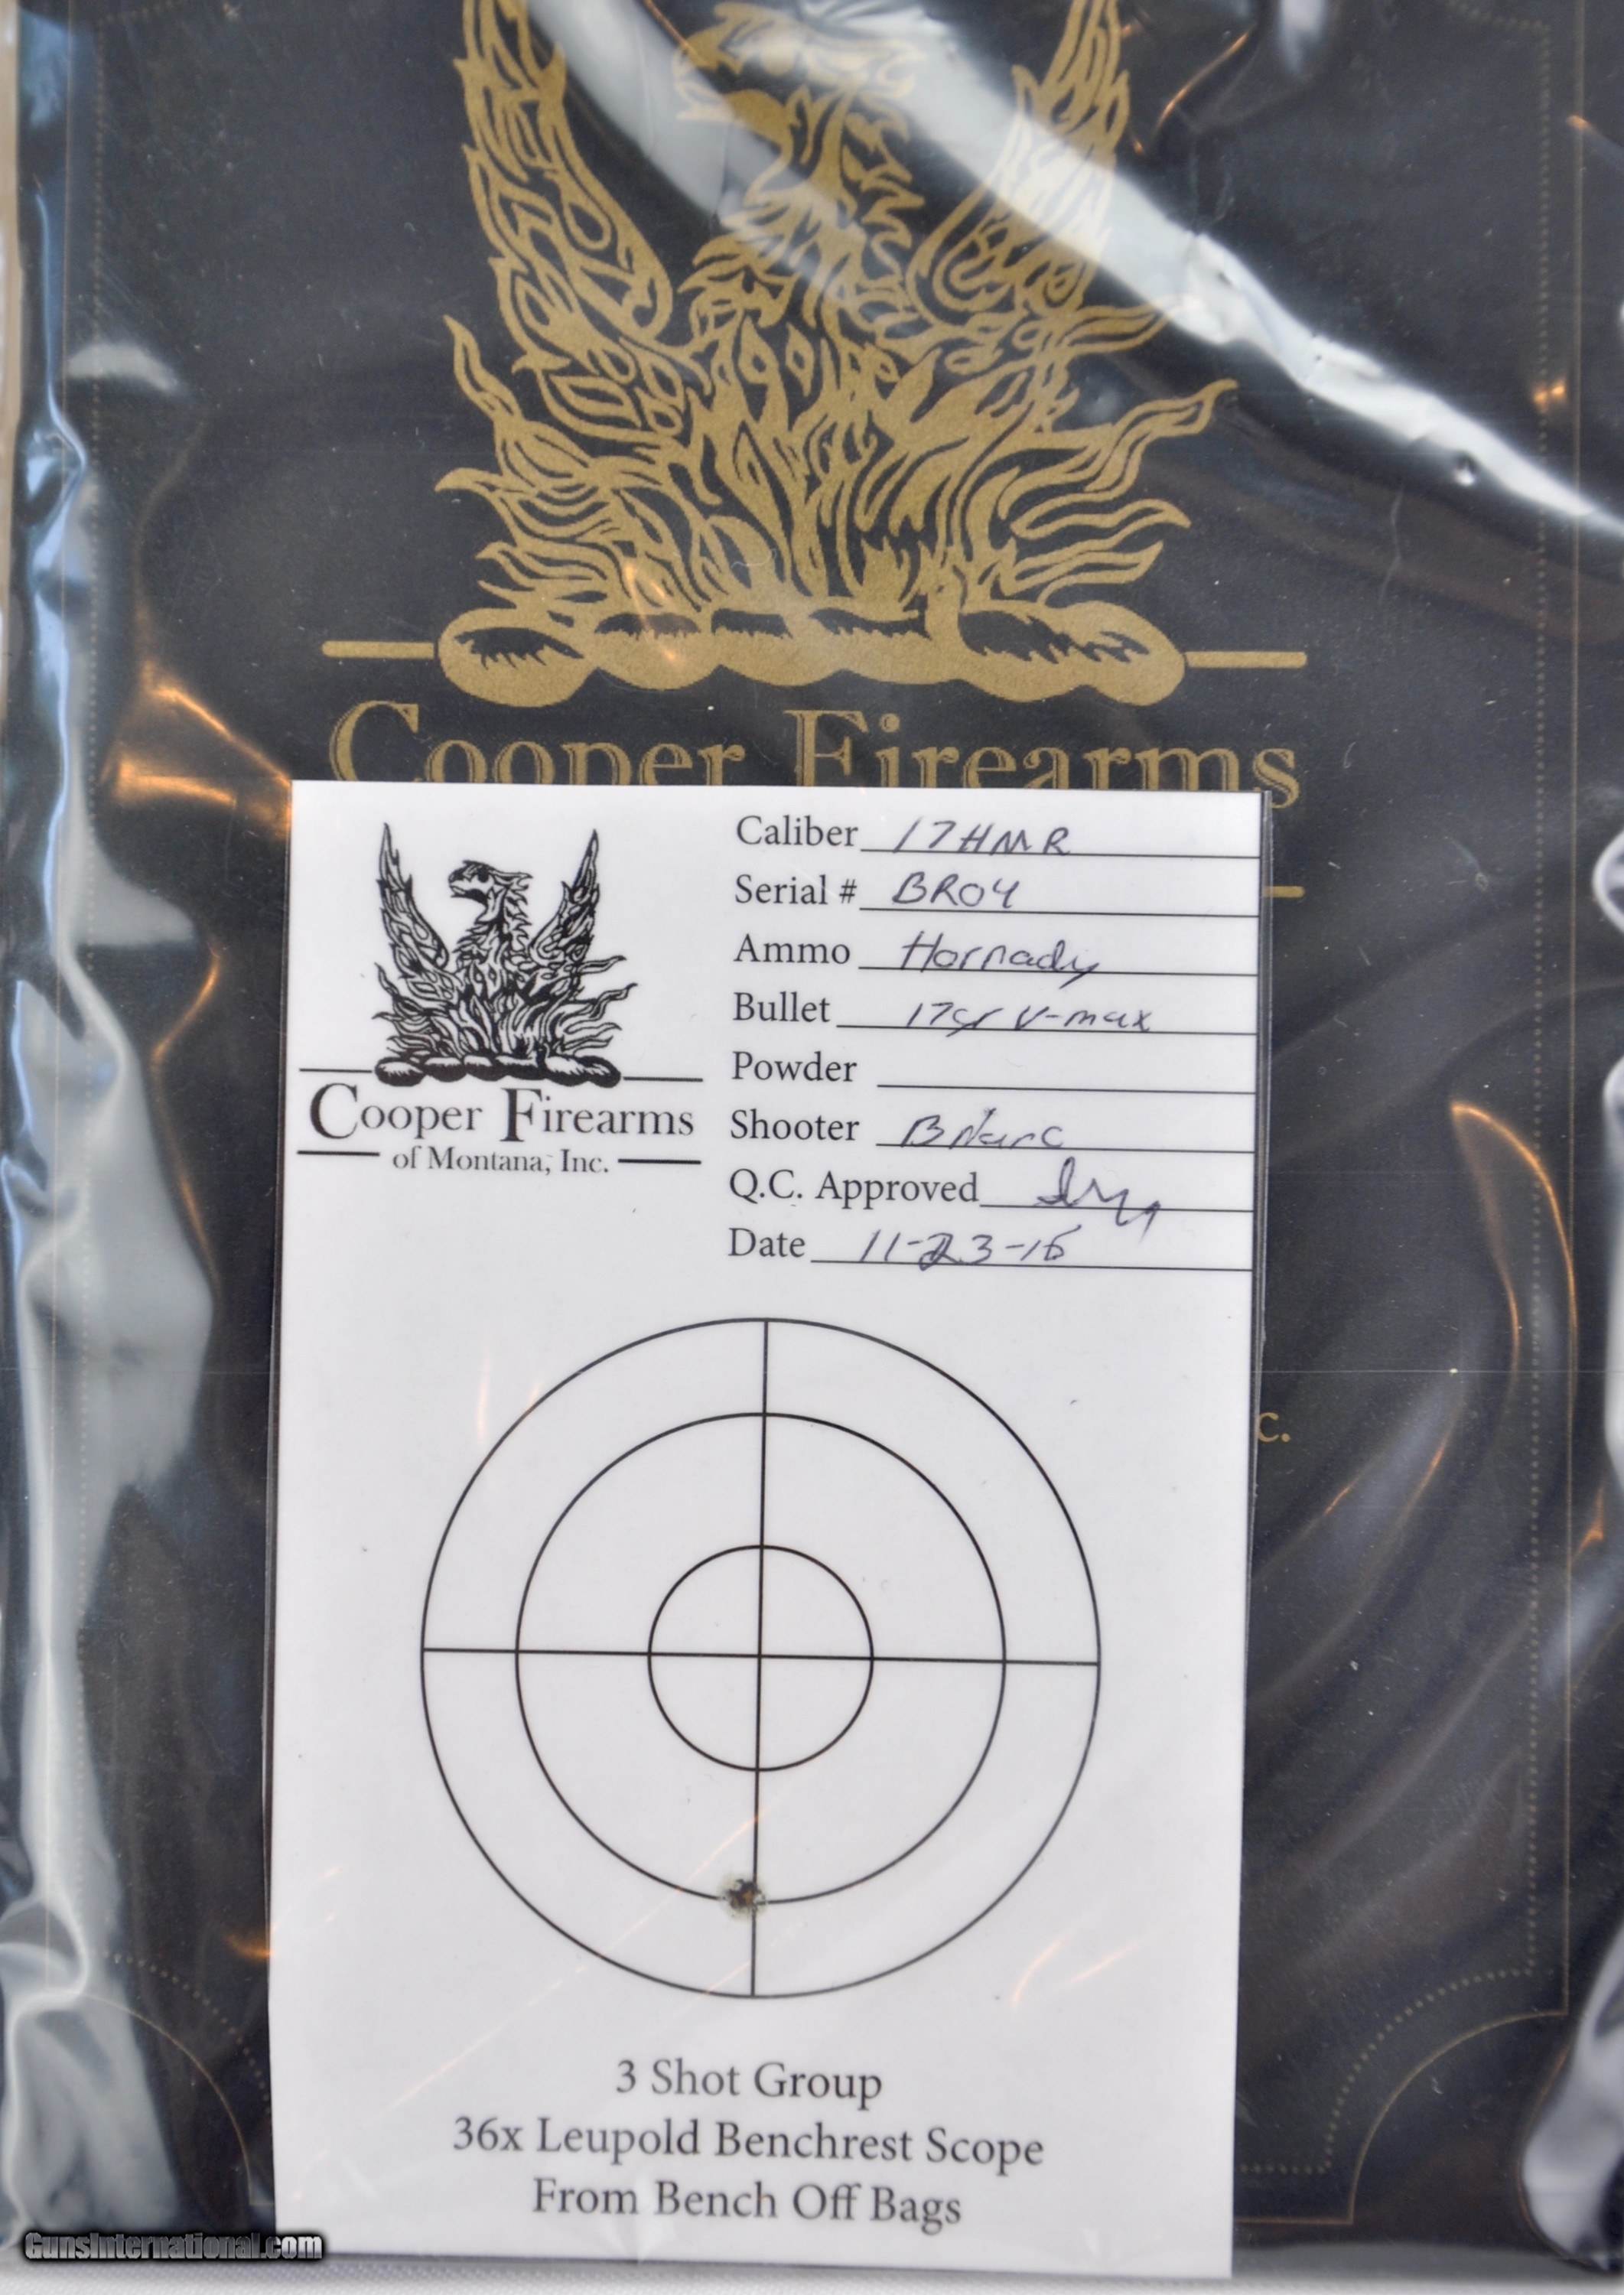 Cooper Firearms
Caliber 17HMR
Serial # BR04
Ammo Hornady
Bullet 17gr V-max
Powder
Shooter
Q.C. Approved
Date 11-23-15
Cooper Firearms
of Montana, Inc.
c.
3 Shot Group
36x Leupold Benchrest Scope
From Bench Off Bags
GunsInternational.com